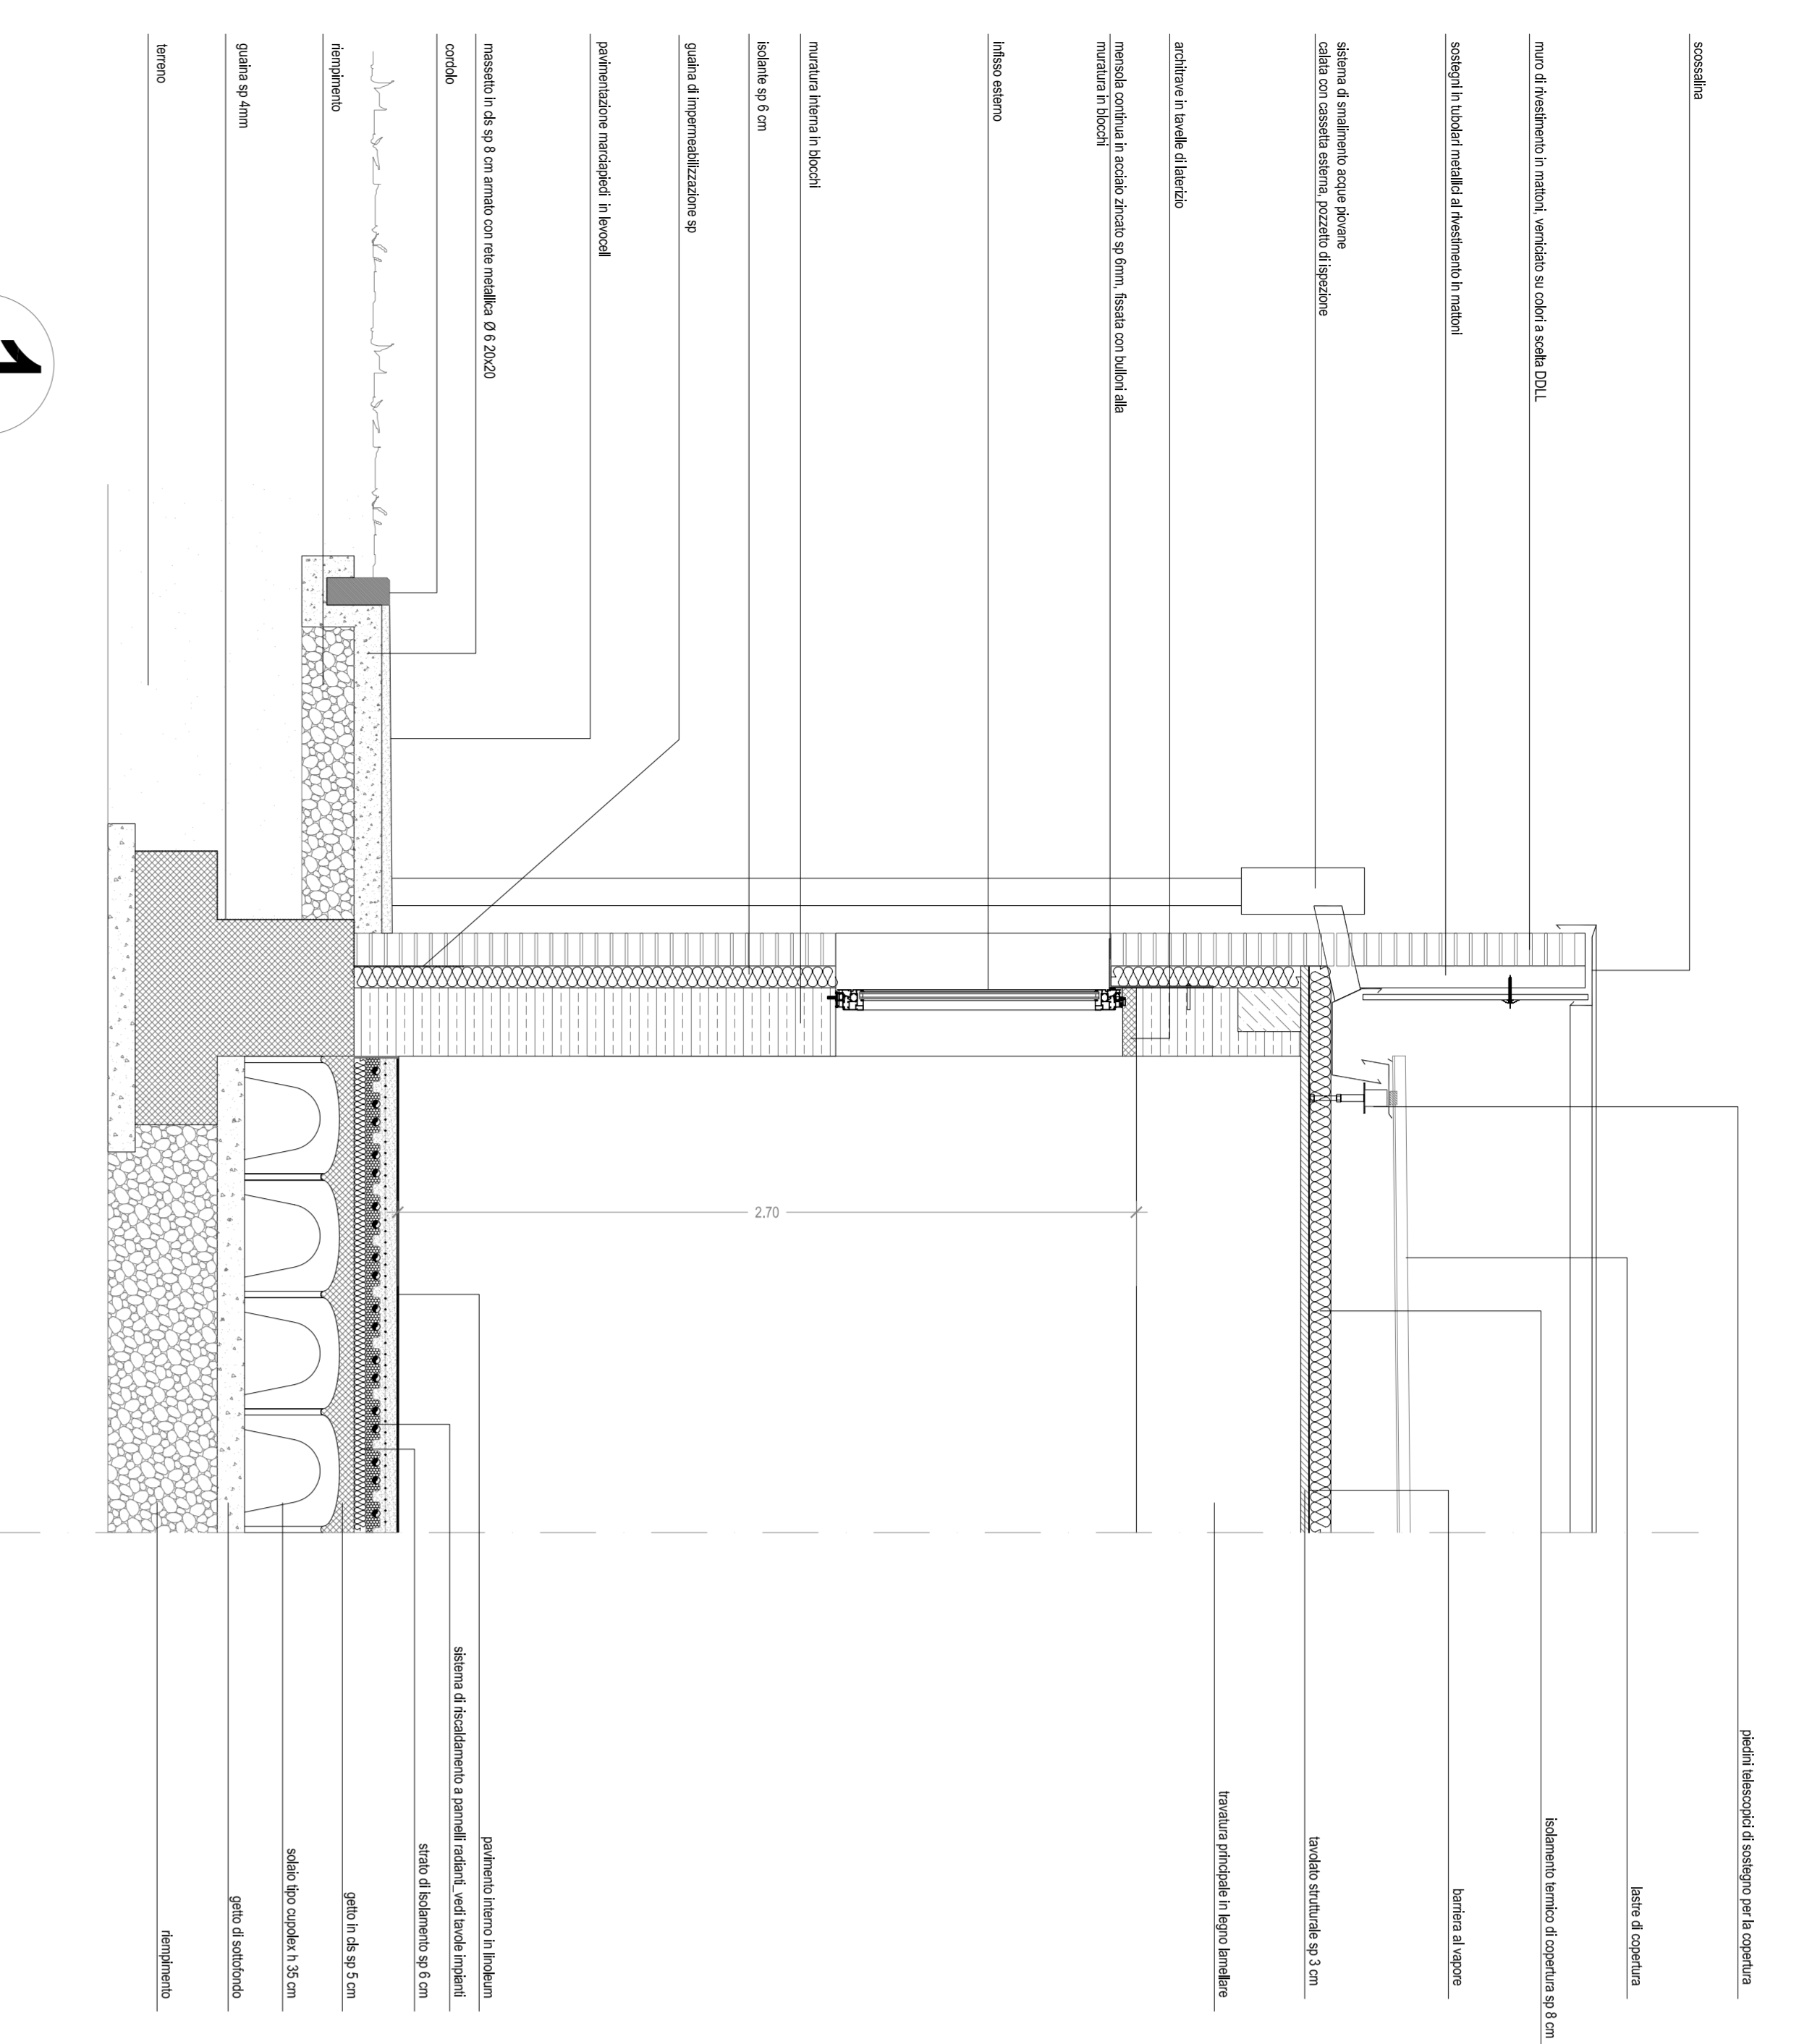 scossalina
muro di rivestimento in mattoni, verniciato su colori a scelta DDLL
sostegni in tubolari metallici al rivestimento in mattoni
sistema di smalimento acque piovane
calata con cassetta esterna, pozzetto di ispezione
architrave in tavelle di laterizio
mensola continua in acciaio zincato sp 6mm, fissata con bulloni alla
muratura in blocchi
infisso esterno
muratura interna in blocchi
isolante sp 6 cm
guaina di impermeabilizzazione sp
pavimentazione marciapiedi in levocell
massetto in cls sp 8 cm armato con rete metallica Ø 6 20x20
cordolo
riempimento
guaina sp 4mm
terreno
1
2.70
piedini telescopici di sostegno per la copertura
lastre di copertura
isolamento termico di copertura sp 8 cm
barriera al vapore
tavolato strutturale sp 3 cm
travatura principale in legno lamellare
pavimento interno in linoleum
sistema di riscaldamento a pannelli radianti_vedi tavole impianti
strato di isolamento sp 6 cm
getto in cls sp 5 cm
solaio tipo cupolex h 35 cm
getto di sottofondo
riempimento